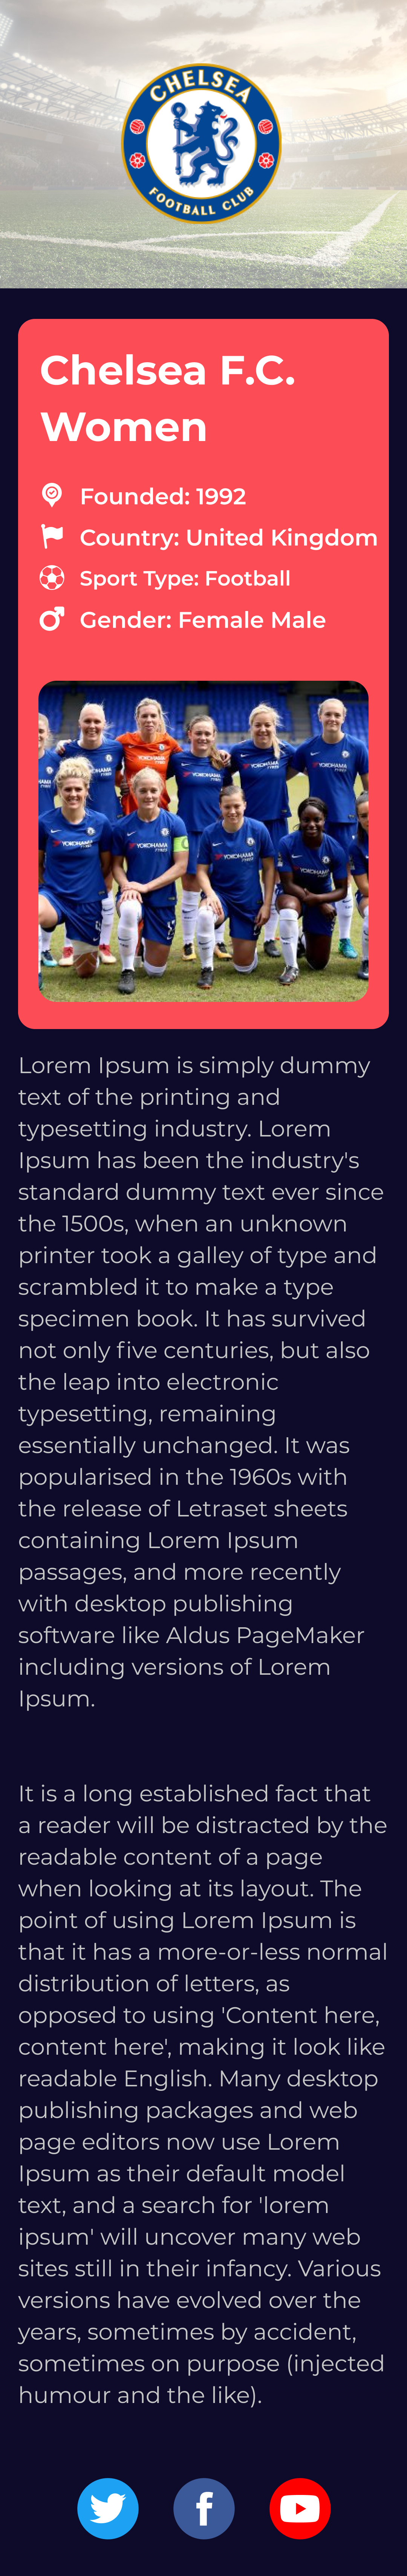 CHELSEA
FOOTBALL CLUB
Chelsea F.C.
Women
Founded: 1992
Country: United Kingdom
Sport Type: Football
Gender: Female Male
YOKOHAMA
YOKOHAMA
YOKOHAMA
YOKOHAMA
YOKOHAMA
YOKOHAMA
Lorem Ipsum is simply dummy
text of the printing and
typesetting industry. Lorem
Ipsum has been the industry's
standard dummy text ever since
the 1500s, when an unknown
printer took a galley of type and
scrambled it to make a type
specimen book. It has survived
not only five centuries, but also
the leap into electronic
typesetting, remaining
essentially unchanged. It was
popularised in the 1960s with
the release of Letraset sheets
containing Lorem Ipsum
passages, and more recently
with desktop publishing
software like Aldus PageMaker
including versions of Lorem
Ipsum.
It is a long established fact that
a reader will be distracted by the
readable content of a page
when looking at its layout. The
point of using Lorem Ipsum is
that it has a more-or-less normal
distribution of letters, as
opposed to using 'Content here,
content here', making it look like
readable English. Many desktop
publishing packages and web
page editors now use Lorem
Ipsum as their default model
text, and a search for 'lorem
ipsum' will uncover many web
sites still in their infancy. Various
versions have evolved over the
years, sometimes by accident,
sometimes on purpose (injected
humour and the like).